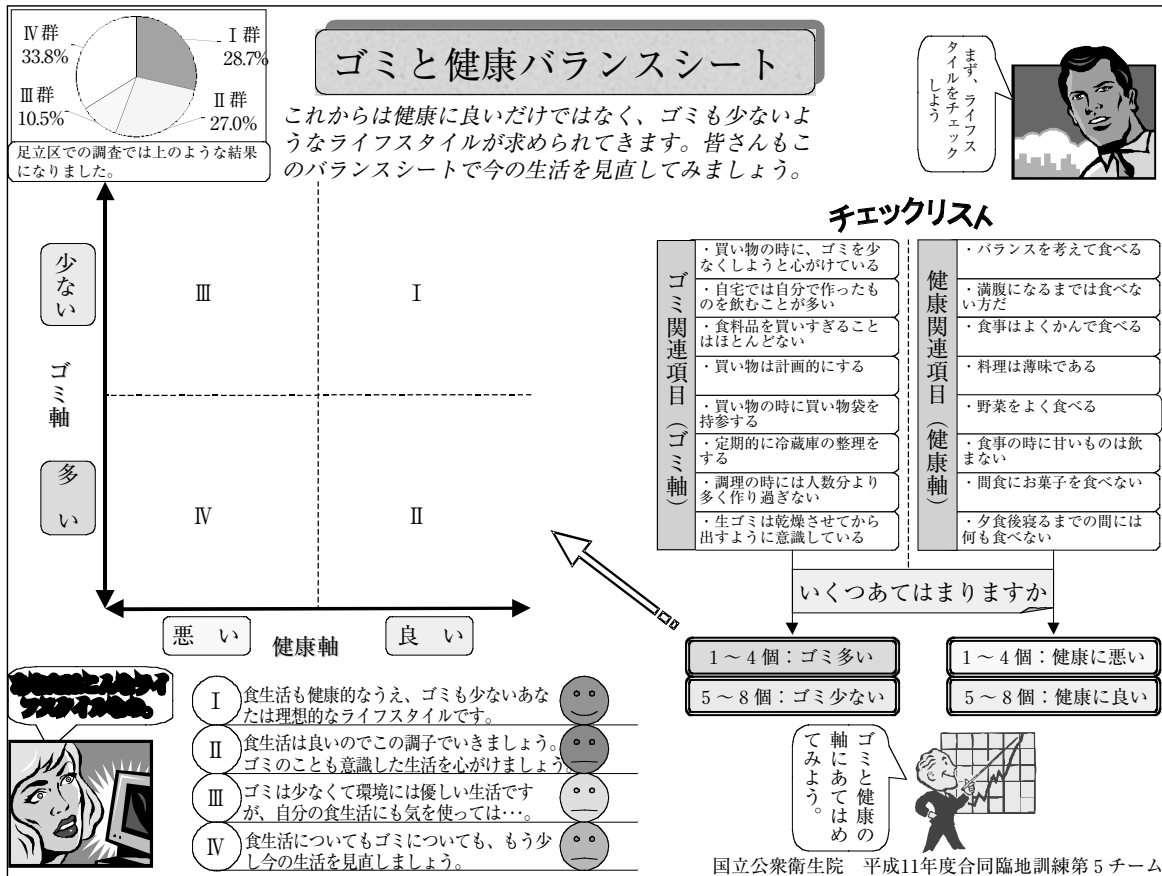 Ⅳ群
33.8%
Ⅰ群
28.7%
Ⅲ群
10.5%
Ⅱ群
27.0%
足立区での調査では上のような結果
になりました。
ゴミと健康バランスシート
これからは健康に良いだけではなく、ゴミも少ないよ
うなライフスタイルが求められてきます。皆さんもこ
のバランスシートで今の生活を見直してみましょう。
まず、ライフス
タイルをチェック
しよう
少ない
ゴミ軸
多い
Ⅲ
Ⅰ
Ⅳ
Ⅱ
悪い
健康軸
良い
チェックリスト
ゴミ関連項目（ゴミ軸）
・買い物の時に、ゴミを少
なくしようと心がけている
・自宅では自分で作ったも
のを飲むことが多い
・食料品を買いすぎること
はほとんどない
・買い物は計画的にする
・買い物の時に買い物袋を
持参する
・定期的に冷蔵庫の整理を
する
・調理の時には人数分より
多く作り過ぎない
・生ゴミは乾燥させてから
出すように意識している
健康関連項目（健康軸）
・バランスを考えて食べる
・満腹になるまでは食べな
い方だ
・食事はよくかんで食べる
・料理は薄味である
・野菜をよく食べる
・食事の時に甘いものは飲
まない
・間食にお菓子を食べない
・夕食後寝るまでの間には
何も食べない
いくつあてはまりますか
1～4個：ゴミ多い
5～8個：ゴミ少ない
1～4個：健康に悪い
5～8個：健康に良い
Ⅰ
食生活も健康的なうえ、ゴミも少ないあな
たは理想的なライフスタイルです。
Ⅱ
食生活は良いのでこの調子でいきましょう。
ゴミのことも意識した生活を心がけましょう。
Ⅲ
ゴミは少なくて環境には優しい生活です
が、自分の食生活にも気を使っては･･･。
Ⅳ
食生活についてもゴミについても、もう少
し今の生活を見直しましょう。
ゴミと健康の
軸にあてはめ
てみよう。
国立公衆衛生院　平成11年度合同臨地訓練第5チーム